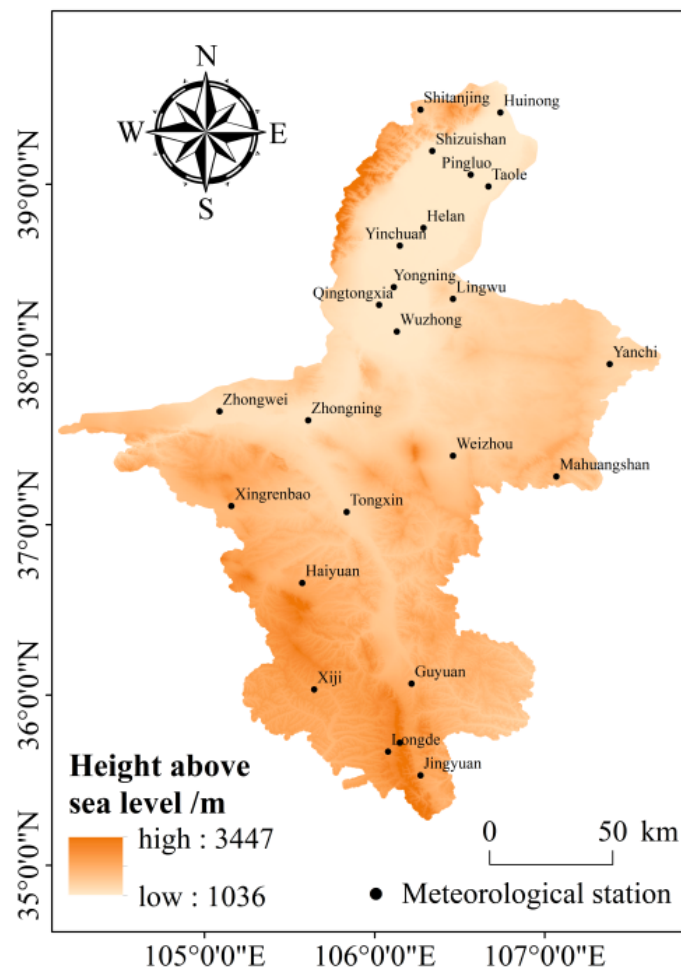 N
W E
S
Shitanjing
Huinong
Shizuishan
Pingluo
Taole
Helan
Yinchuan
Yongning
Lingwu
Qingtongxia
Wuzhong
Yanchi
Zhongwei
Zhongning
Weizhou
Mahuangshan
Xingrenbao
Tongxin
Haiyuan
Xiji
Guyuan
Longde
Jingyuan
39°0'0"N
38°0'0"N
37°0'0"N
36°0'0"N
35°0'0"N
Height above
sea level /m
high : 3447
low : 1036
0 50 km
Meteorological station
105°0'0"E 106°0'0"E 107°0'0"E